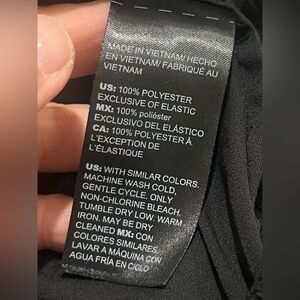 MADE IN VIETNAM/ HECHO
EN VIETNAM/ FABRIQUÉ AU
VIETNAM
US: 100% POLYESTER
EXCLUSIVE OF ELASTIC
MX: 100% poliéster
EXCLUSIVO DEL ELÁSTICO
CA: 100% POLYESTER À
L'EXCEPTION DE
L'ÉLASTIQUE
US: WITH SIMILAR COLORS.
MACHINE WASH COLD,
GENTLE CYCLE. ONLY
NON-CHLORINE BLEACH.
TUMBLE DRY LOW. WARM
IRON. MAY BE DRY
CLEANED MX: CON
COLORES SIMILARES.
LAVAR A MÁQUINA CON
AGUA FRÍA EN CICLO